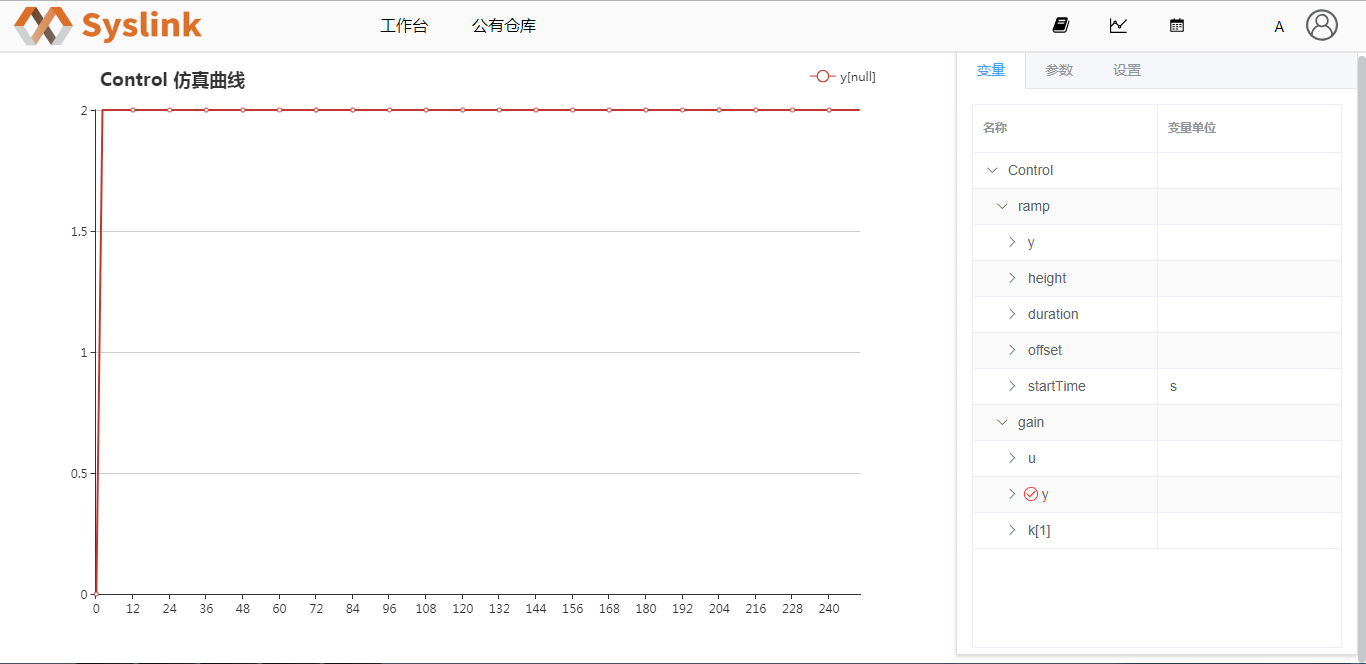 Syslink 工作台 公有仓库 A
Control 仿真曲线
y[null]
2
1.5
1
0.5
0
0 12 24 36 48 60 72 84 96 108 120 132 144 156 168 180 192 204 216 228 240
变量 参数 设置
名称 变量单位
Control
ramp
y
height
duration
offset
startTime s
gain
u
y
k[1]